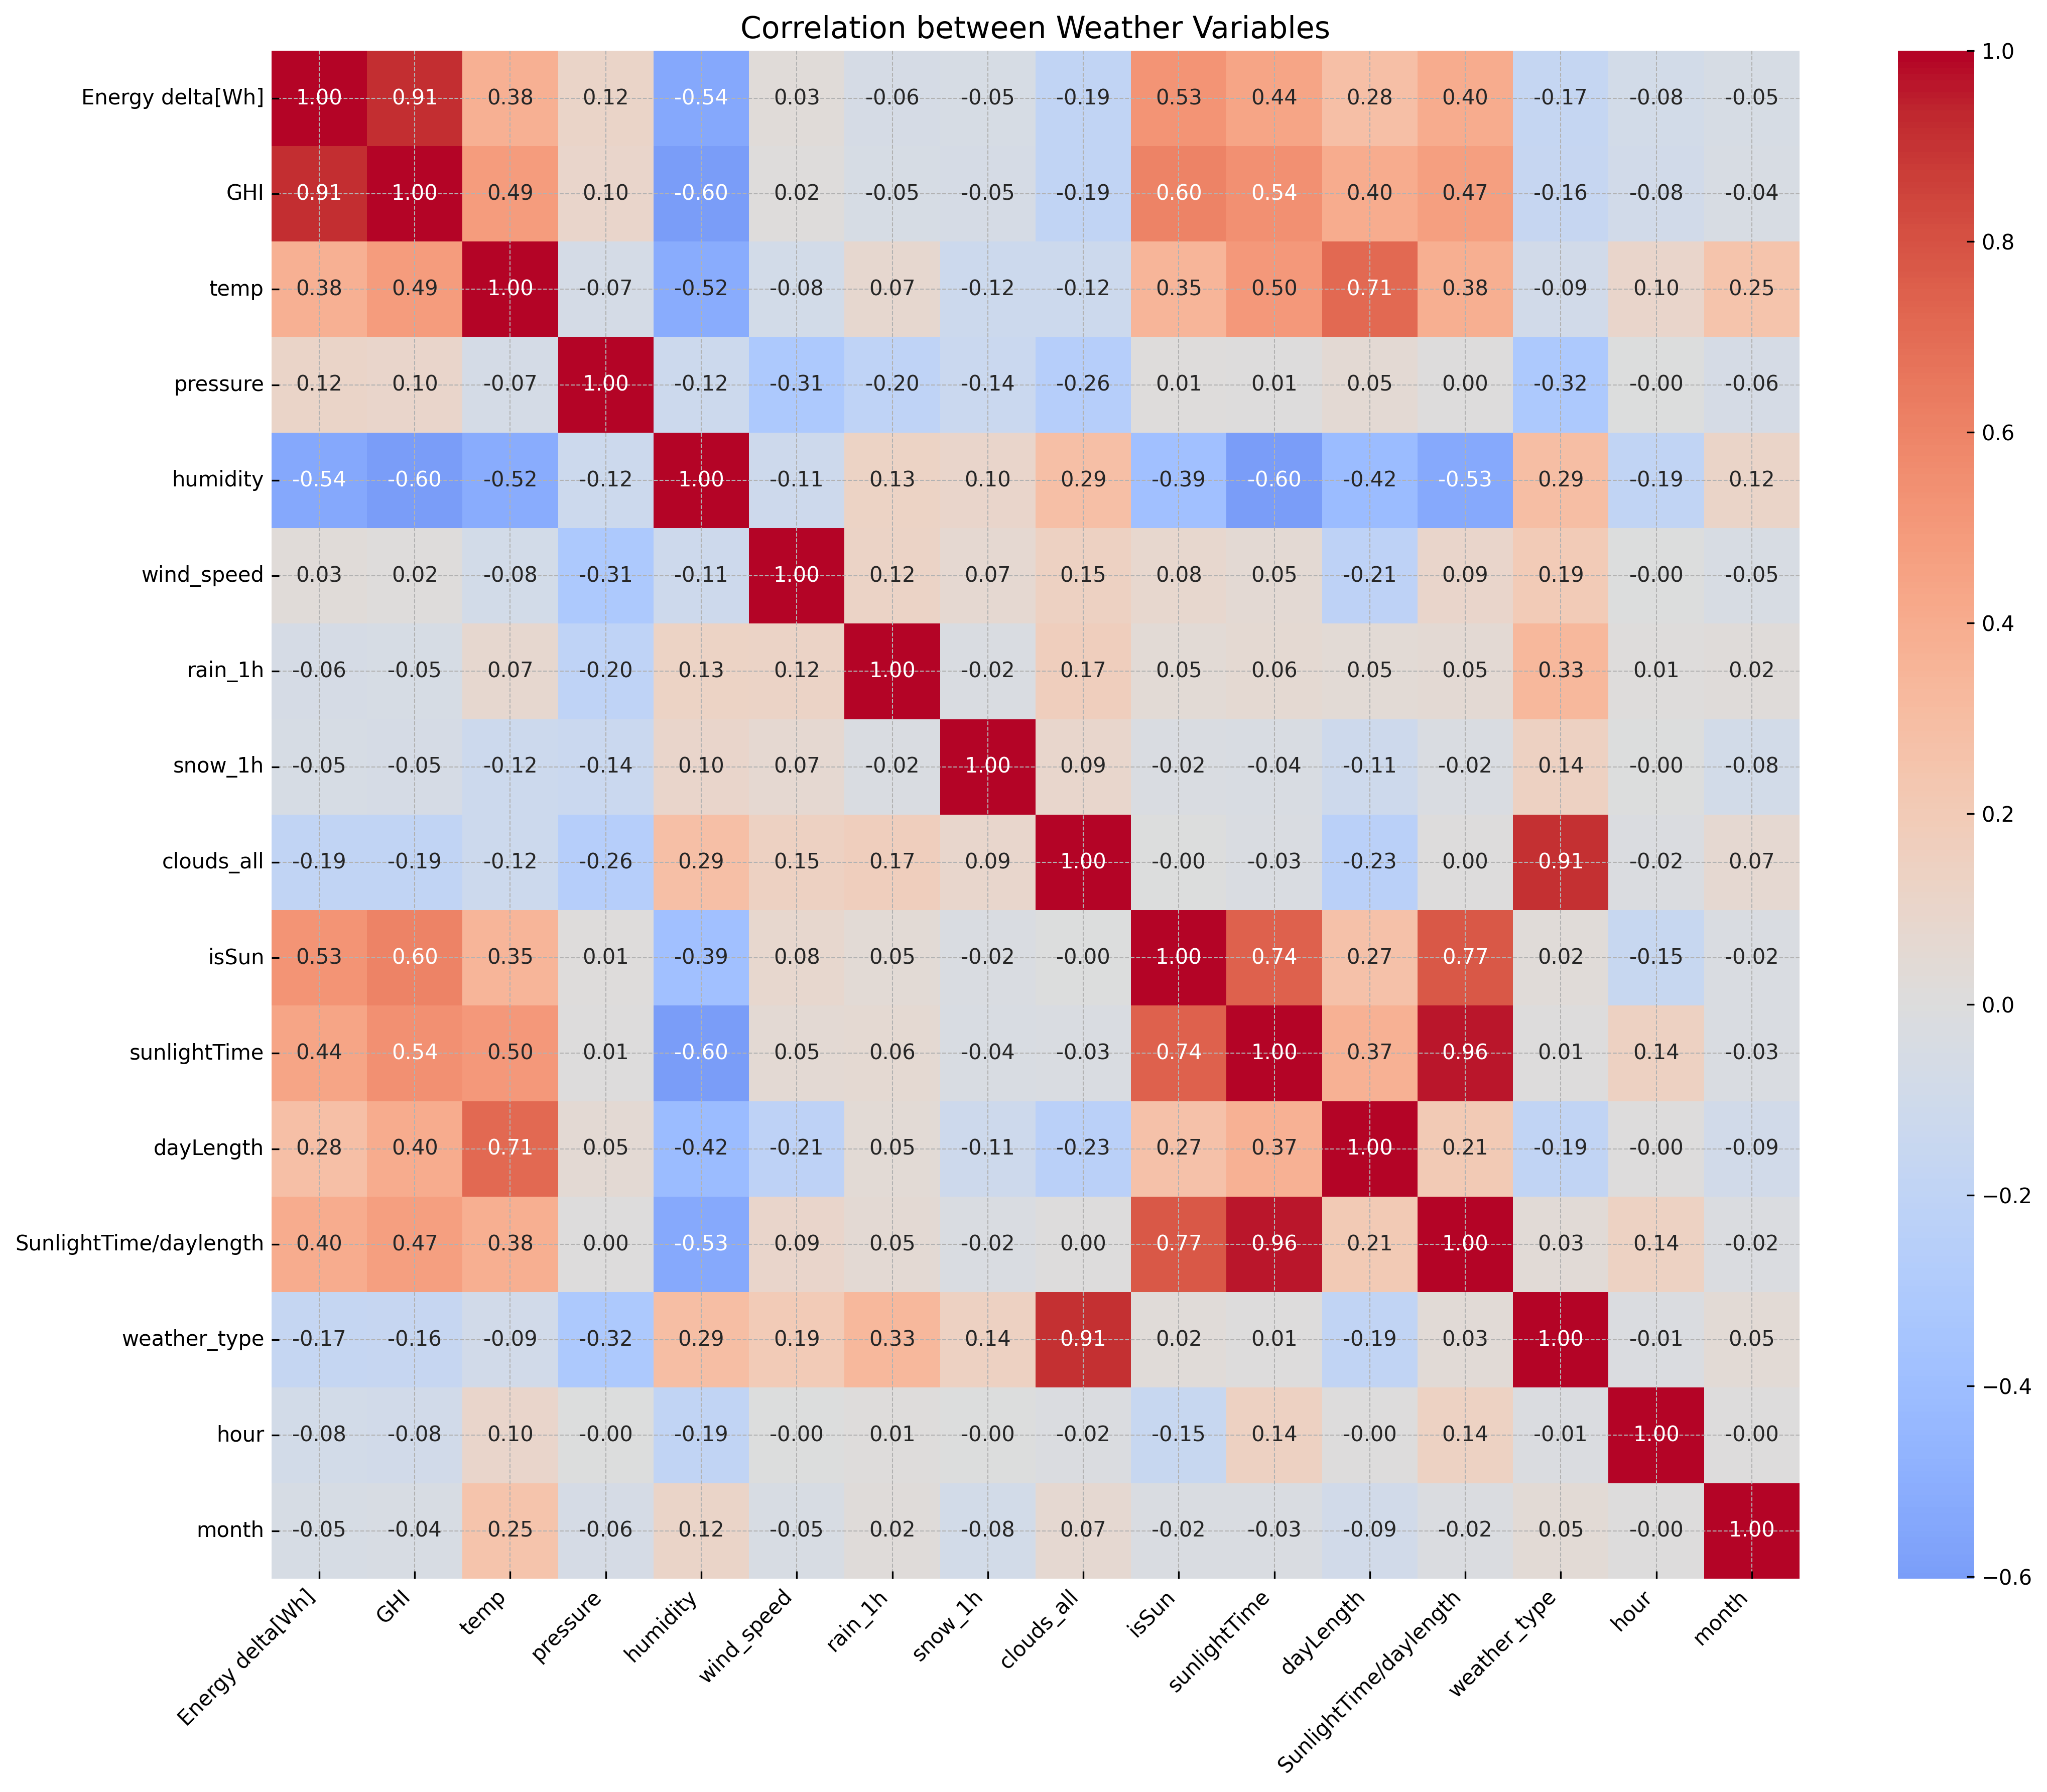 Correlation between Weather Variables
Energy delta[Wh] 1.00 0.91 0.38 0.12 -0.54 0.03 -0.06 -0.05 -0.19 0.53 0.44 0.28 0.40 -0.17 -0.08 -0.05
GHI 0.91 1.00 0.49 0.10 -0.60 0.02 -0.05 -0.05 -0.19 0.60 0.54 0.40 0.47 -0.16 -0.08 -0.04
temp 0.38 0.49 1.00 -0.07 -0.52 -0.08 0.07 -0.12 -0.12 0.35 0.50 0.71 0.38 -0.09 0.10 0.25
pressure 0.12 0.10 -0.07 1.00 -0.12 -0.31 -0.20 -0.14 -0.26 0.01 0.01 0.05 0.00 -0.32 -0.00 -0.06
humidity -0.54 -0.60 -0.52 -0.12 1.00 -0.11 0.13 0.10 0.29 -0.39 -0.60 -0.42 -0.53 0.29 -0.19 0.12
wind_speed 0.03 0.02 -0.08 -0.31 -0.11 1.00 0.12 0.07 0.15 0.08 0.05 -0.21 0.09 0.19 -0.00 -0.05
rain_1h -0.06 -0.05 0.07 -0.20 0.13 0.12 1.00 -0.02 0.17 0.05 0.06 0.05 0.05 0.33 0.01 0.02
snow_1h -0.05 -0.05 -0.12 -0.14 0.10 0.07 -0.02 1.00 0.09 -0.02 -0.04 -0.11 -0.02 0.14 -0.00 -0.08
clouds_all -0.19 -0.19 -0.12 -0.26 0.29 0.15 0.17 0.09 1.00 -0.00 -0.03 -0.23 0.00 0.91 -0.02 0.07
isSun 0.53 0.60 0.35 0.01 -0.39 0.08 0.05 -0.02 -0.00 1.00 0.74 0.27 0.77 0.02 -0.15 -0.02
sunlightTime 0.44 0.54 0.50 0.01 -0.60 0.05 0.06 -0.04 -0.03 0.74 1.00 0.37 0.96 0.01 0.14 -0.03
dayLength 0.28 0.40 0.71 0.05 -0.42 -0.21 0.05 -0.11 -0.23 0.27 0.37 1.00 0.21 -0.19 -0.00 -0.09
SunlightTime/daylength 0.40 0.47 0.38 0.00 -0.53 0.09 0.05 -0.02 0.00 0.77 0.96 0.21 1.00 0.03 0.14 -0.02
weather_type -0.17 -0.16 -0.09 -0.32 0.29 0.19 0.33 0.14 0.91 0.02 0.01 -0.19 0.03 1.00 -0.01 0.05
hour -0.08 -0.08 0.10 -0.00 -0.19 -0.00 0.01 -0.00 -0.02 -0.15 0.14 -0.00 0.14 -0.01 1.00 -0.00
month -0.05 -0.04 0.25 -0.06 0.12 -0.05 0.02 -0.08 0.07 -0.02 -0.03 -0.09 -0.02 0.05 -0.00 1.00
Energy delta[Wh]
GHI
temp
pressure
humidity
wind_speed
rain_1h
snow_1h
clouds_all
isSun
sunlightTime
dayLength
SunlightTime/daylength
weather_type
hour
month
1.0
0.8
0.6
0.4
0.2
0.0
−0.2
−0.4
−0.6